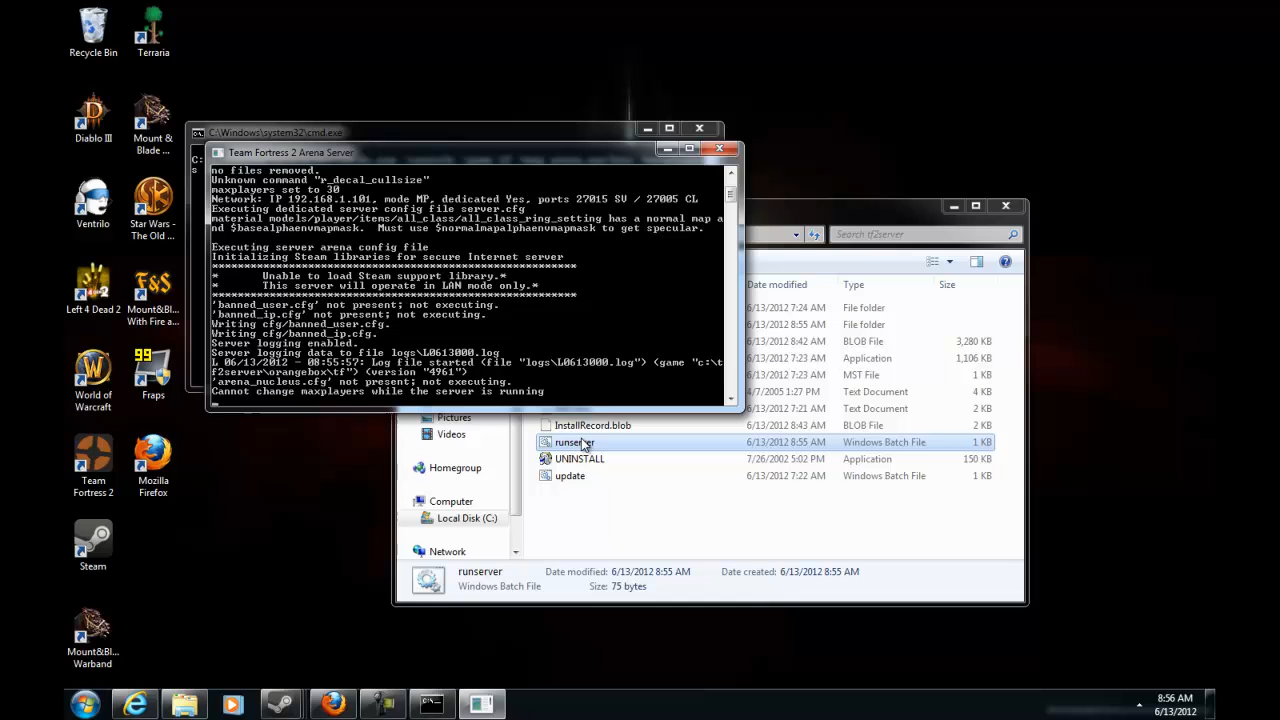 Recycle Bin
Terraria
Diablo III
Mount &
Blade ...
Ventrilo
Star Wars -
The Old ...
Left 4 Dead 2
Mount&Bl...
With Fire a...
World of
Warcraft
99
Fraps
Team
Fortress 2
Mozilla
Firefox
Steam
Mount&Bl...
Warband
C:\Windows\system32\cmd.exe
C:
s
Team Fortress 2 Arena Server
no files removed.
Unknown command "r_decal_cullsize"
maxplayers set to 30
Network: IP 192.168.1.101, mode MP, dedicated Yes, ports 27015 SV / 27005 CL
Executing dedicated server config file server.cfg
material models/player/items/all_class/all_class_ring_setting has a normal map a
nd $basealphaenvmapmask.  Must use $normalmapalphaenvmapmask to get specular.
Executing server arena config file
Initializing Steam libraries for secure Internet server
*********************************************************
*       Unable to load Steam support library.*
*       This server will operate in LAN mode only.*
*********************************************************
'banned_user.cfg' not present; not executing.
'banned_ip.cfg' not present; not executing.
Writing cfg/banned_user.cfg.
Writing cfg/banned_ip.cfg.
Server logging enabled.
Server logging data to file logs\L0613000.log
L 06/13/2012 - 08:55:57: Log file started (file "logs\L0613000.log") (game "c:\t
f2server\orangebox\tf") (version "4961")
'arena_nucleus.cfg' not present; not executing.
Cannot change maxplayers while the server is running
Search tf2server
Date modified
Type
Size
6/13/2012 7:24 AM File folder
6/13/2012 8:55 AM File folder
6/13/2012 8:42 AM BLOB File 3,280 KB
6/13/2012 7:23 AM Application 1,106 KB
6/13/2012 7:23 AM MST File 1 KB
4/7/2005 1:27 PM Text Document 4 KB
6/13/2012 7:21 AM Text Document 2 KB
InstallRecord.blob 6/13/2012 8:42 AM BLOB File 2 KB
runserver 6/13/2012 8:55 AM Windows Batch File 1 KB
UNINSTALL 7/26/2002 5:02 PM Application 150 KB
update 6/13/2012 7:22 AM Windows Batch File 1 KB
Pictures
Videos
Homegroup
Computer
Local Disk (C:)
Network
runserver
Date modified: 6/13/2012 8:55 AM
Date created: 6/13/2012 8:55 AM
Windows Batch File
Size: 75 bytes
8:56 AM
6/13/2012